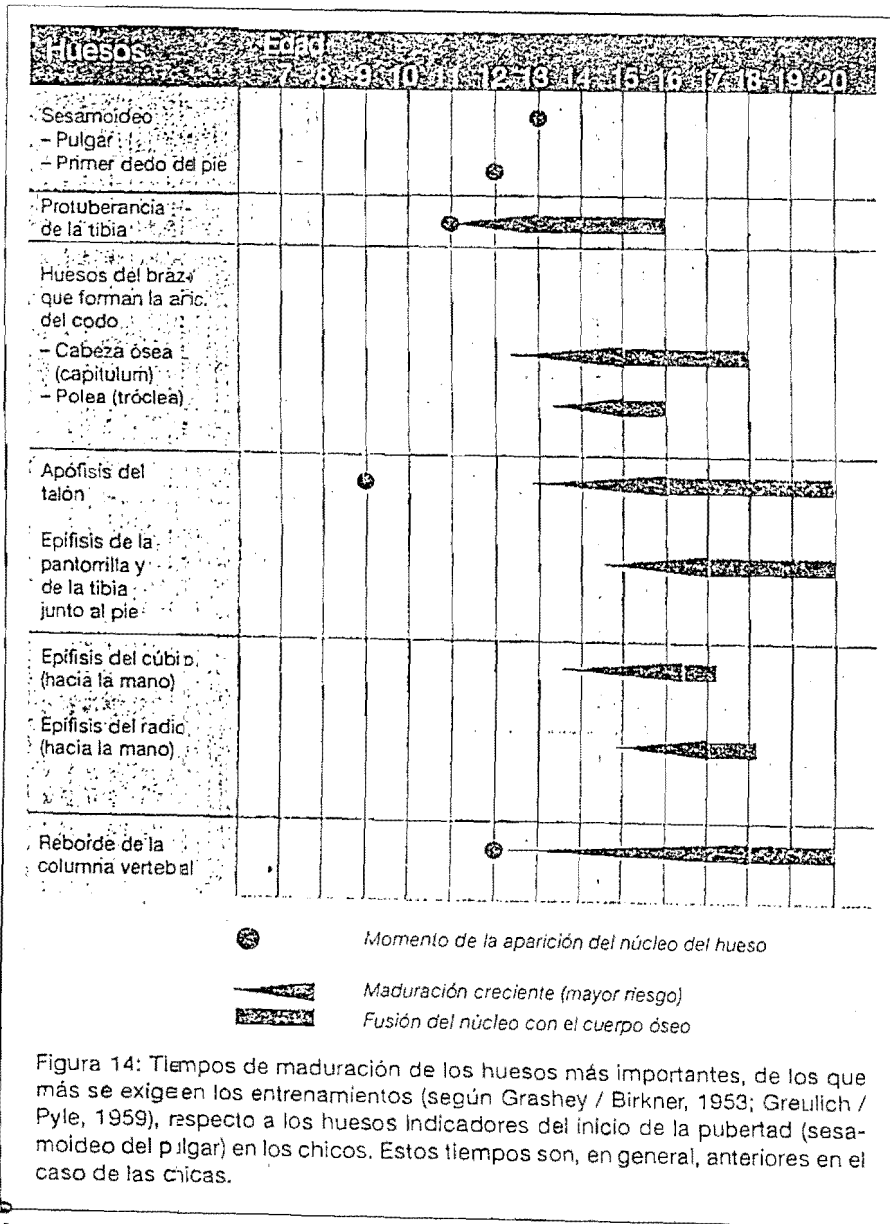 Huesos Edad
7 8 9 10 11 12 13 14 15 16 17 18 19 20
Sesamoideo
– Pulgar
– Primer dedo del pie
Protuberancia
de la tibia
Huesos del brazo
que forman la artic.
del codo
– Cabeza ósea
(capitulum)
– Polea (tróclea)
Apófisis del
talón
Epífisis de la
pantorrilla y
de la tibia
junto al pie
Epífisis del cúbito
(hacia la mano)
Epífisis del radio
(hacia la mano)
Reborde de la
columna vertebral
Momento de la aparición del núcleo del hueso
Maduración creciente (mayor riesgo)
Fusión del núcleo con el cuerpo óseo
Figura 14: Tiempos de maduración de los huesos más importantes, de los que
más se exige en los entrenamientos (según Grashey / Birkner, 1953; Greulich /
Pyle, 1959), respecto a los huesos indicadores del inicio de la pubertad (sesa-
moideo del pulgar) en los chicos. Estos tiempos son, en general, anteriores en el
caso de las chicas.